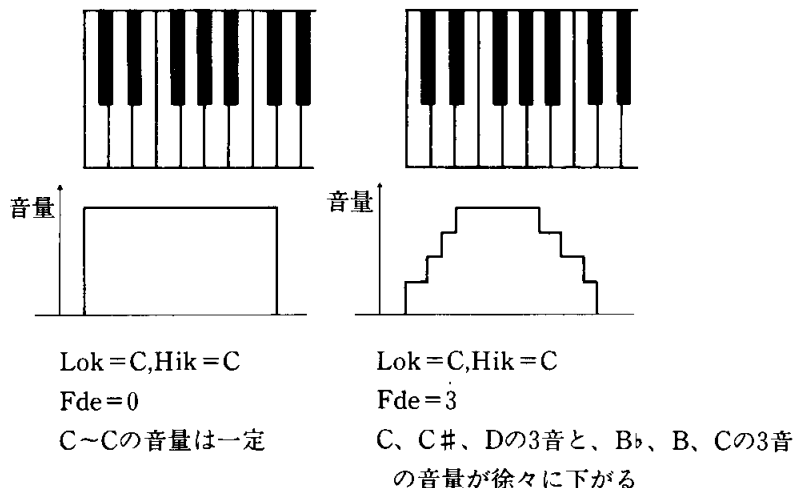 音量
Lok=C,Hik=C
Fde=0
C~Cの音量は一定
音量
Lok=C,Hik=C
Fde=3
C、C♯、Dの3音と、B♭、B、Cの3音
の音量が徐々に下がる